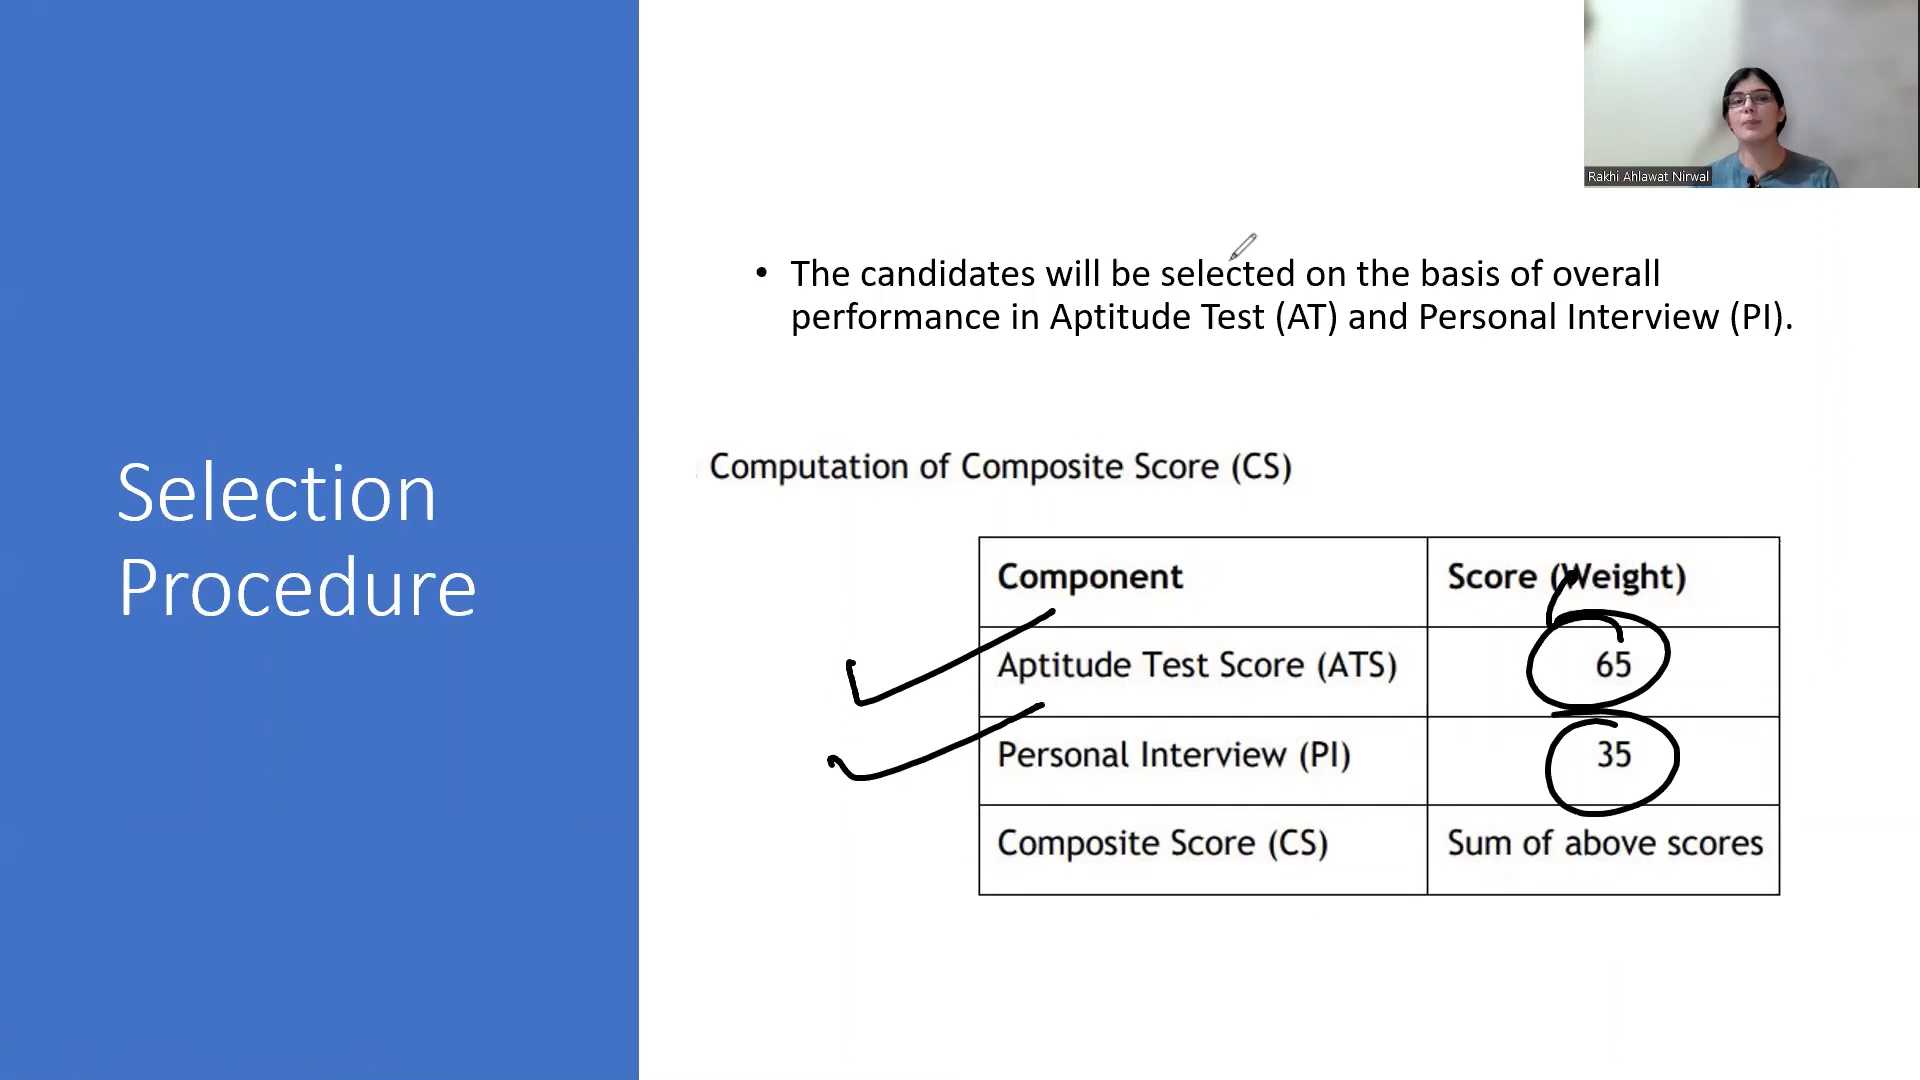 Selection
Procedure
Rakhi Ahlawat Nirwal
• The candidates will be selected on the basis of overall
performance in Aptitude Test (AT) and Personal Interview (PI).
Computation of Composite Score (CS)
Component Score (Weight)
Aptitude Test Score (ATS) 65
Personal Interview (PI) 35
Composite Score (CS) Sum of above scores